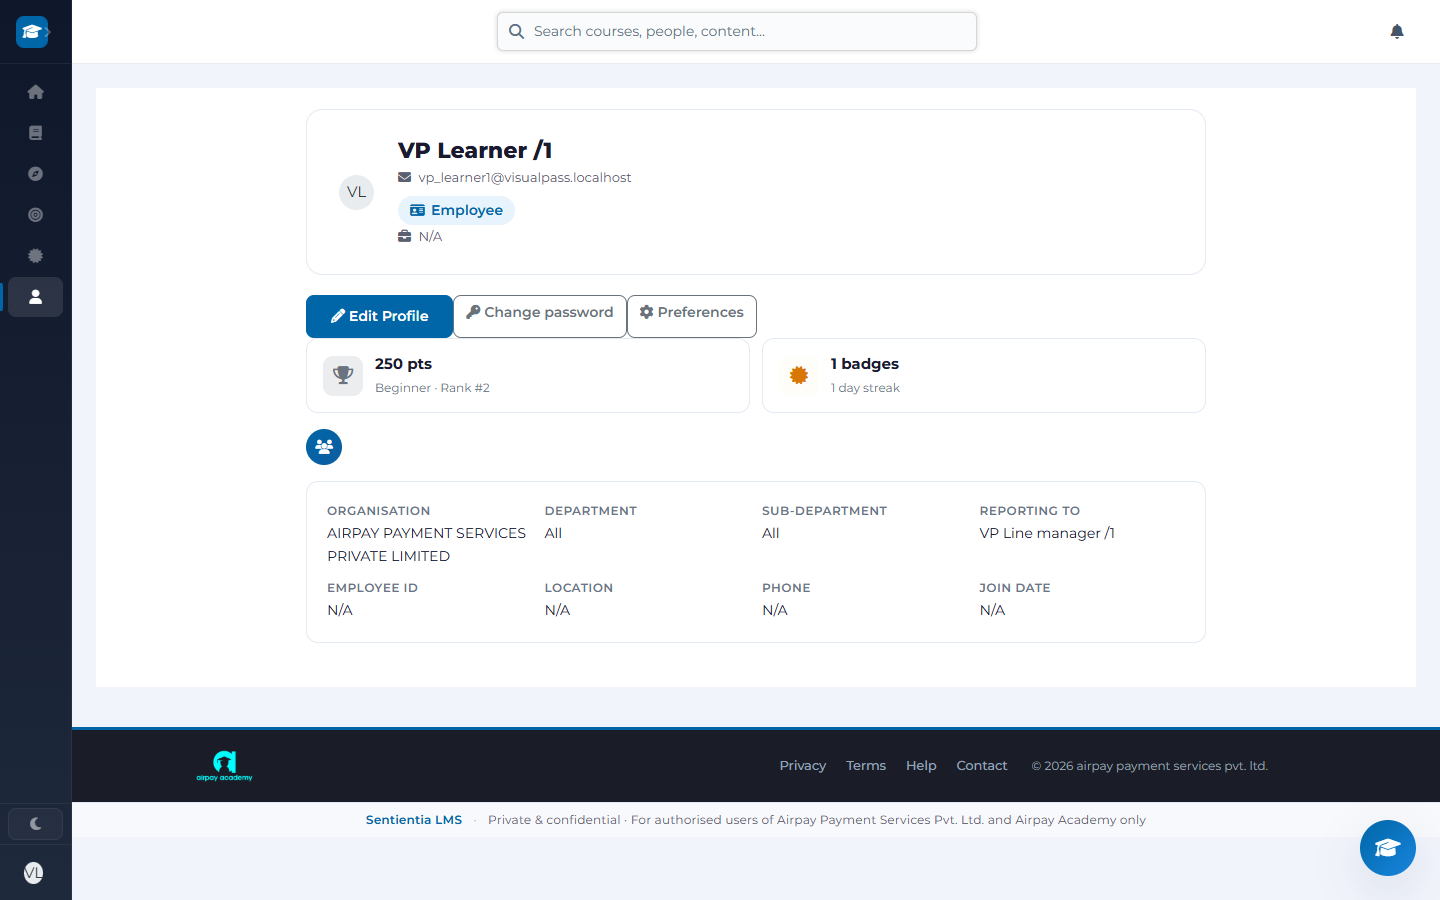 Search courses, people, content...
VP Learner /1
VL
vp_learner1@visualpass.localhost
Employee
N/A
Edit Profile
Change password
Preferences
250 pts
Beginner · Rank #2
1 badges
1 day streak
ORGANISATION
AIRPAY PAYMENT SERVICES
PRIVATE LIMITED
DEPARTMENT
All
SUB-DEPARTMENT
All
REPORTING TO
VP Line manager /1
EMPLOYEE ID
N/A
LOCATION
N/A
PHONE
N/A
JOIN DATE
N/A
airpay academy
Privacy
Terms
Help
Contact
© 2026 airpay payment services pvt. ltd.
Sentientia LMS · Private & confidential · For authorised users of Airpay Payment Services Pvt. Ltd. and Airpay Academy only
VL